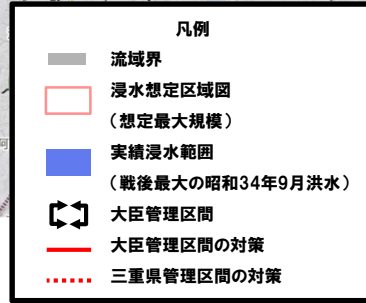 凡例
流域界
浸水想定区域図
（想定最大規模）
実績浸水範囲
（戦後最大の昭和34年9月洪水）
大臣管理区間
大臣管理区間の対策
三重県管理区間の対策